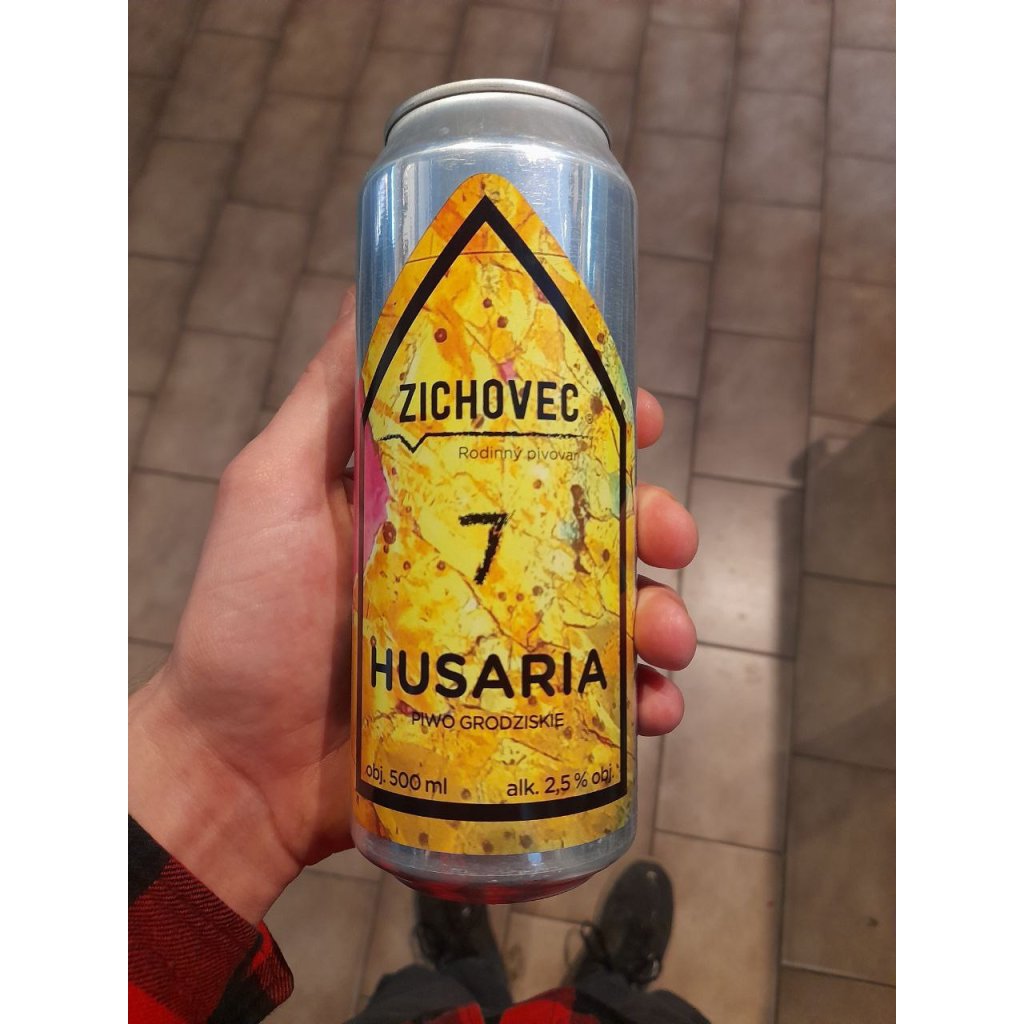 ZICHOVEC
Rodinný pivovar
7
HUSARIA
PIWO GRODZISKIE
obj. 500 ml alk. 2,5 % obj.